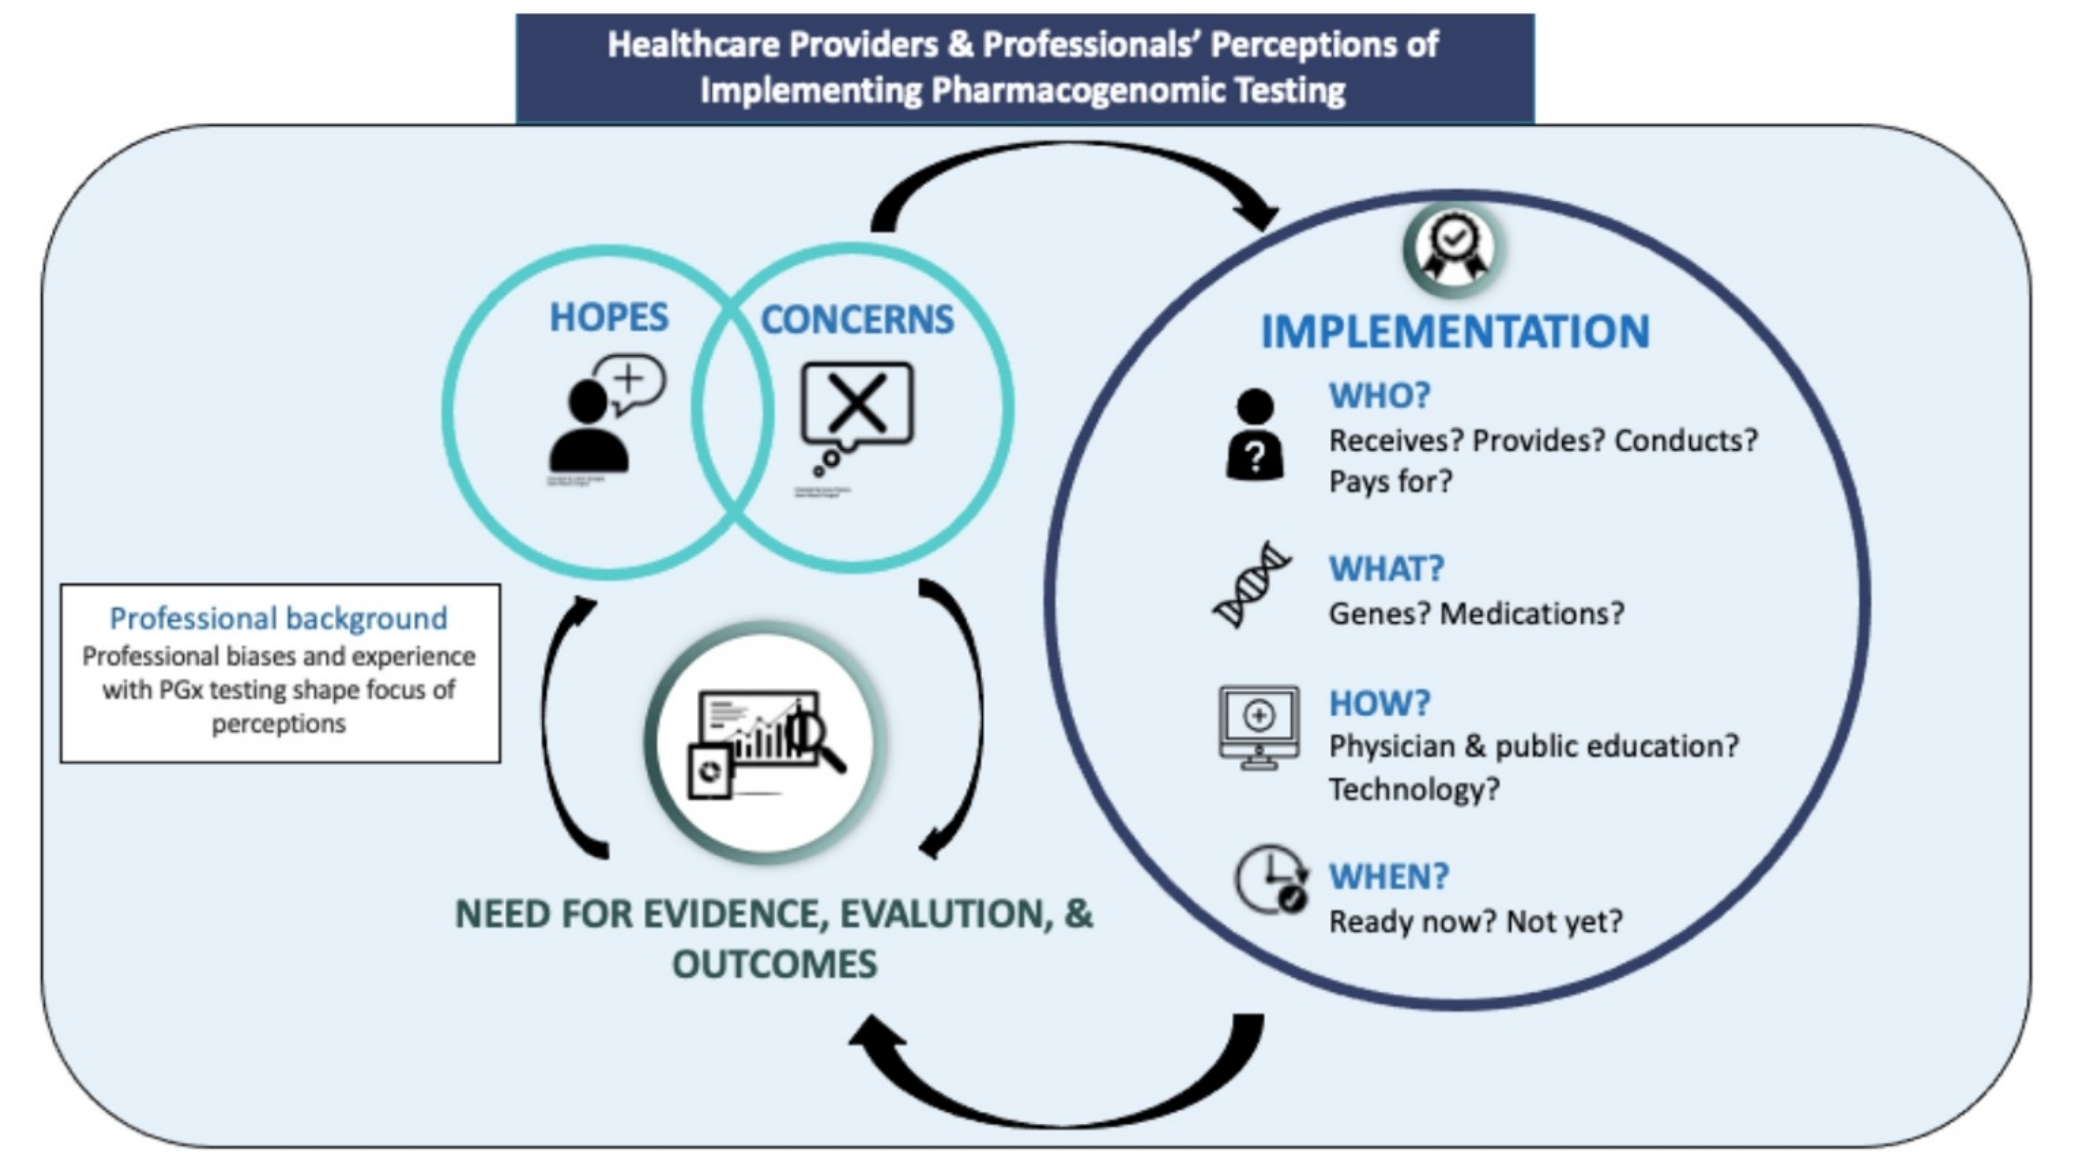 Healthcare Providers & Professionals’ Perceptions of
Implementing Pharmacogenomic Testing
HOPES
CONCERNS
Professional background
Professional biases and experience
with PGx testing shape focus of
perceptions
NEED FOR EVIDENCE, EVALUTION, &
OUTCOMES
IMPLEMENTATION
WHO?
Receives? Provides? Conducts?
Pays for?
?
WHAT?
Genes? Medications?
HOW?
Physician & public education?
Technology?
WHEN?
Ready now? Not yet?